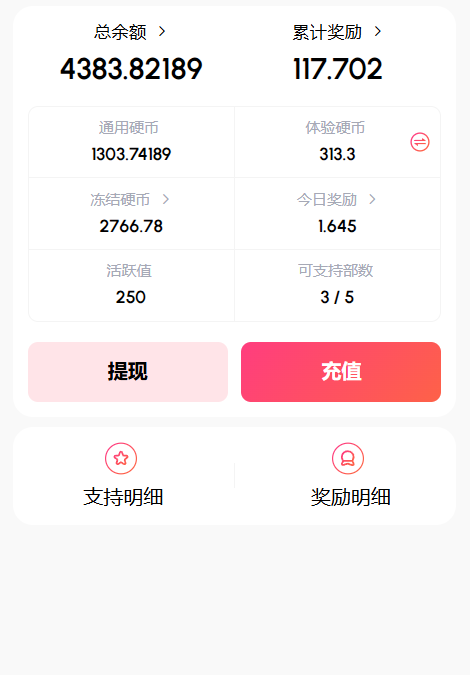 总余额 累计奖励
4383.82189 117.702
通用硬币 体验硬币
1303.74189 313.3
冻结硬币 今日奖励
2766.78 1.645
活跃值 可支持部数
250 3 / 5
提现 充值
支持明细 奖励明细